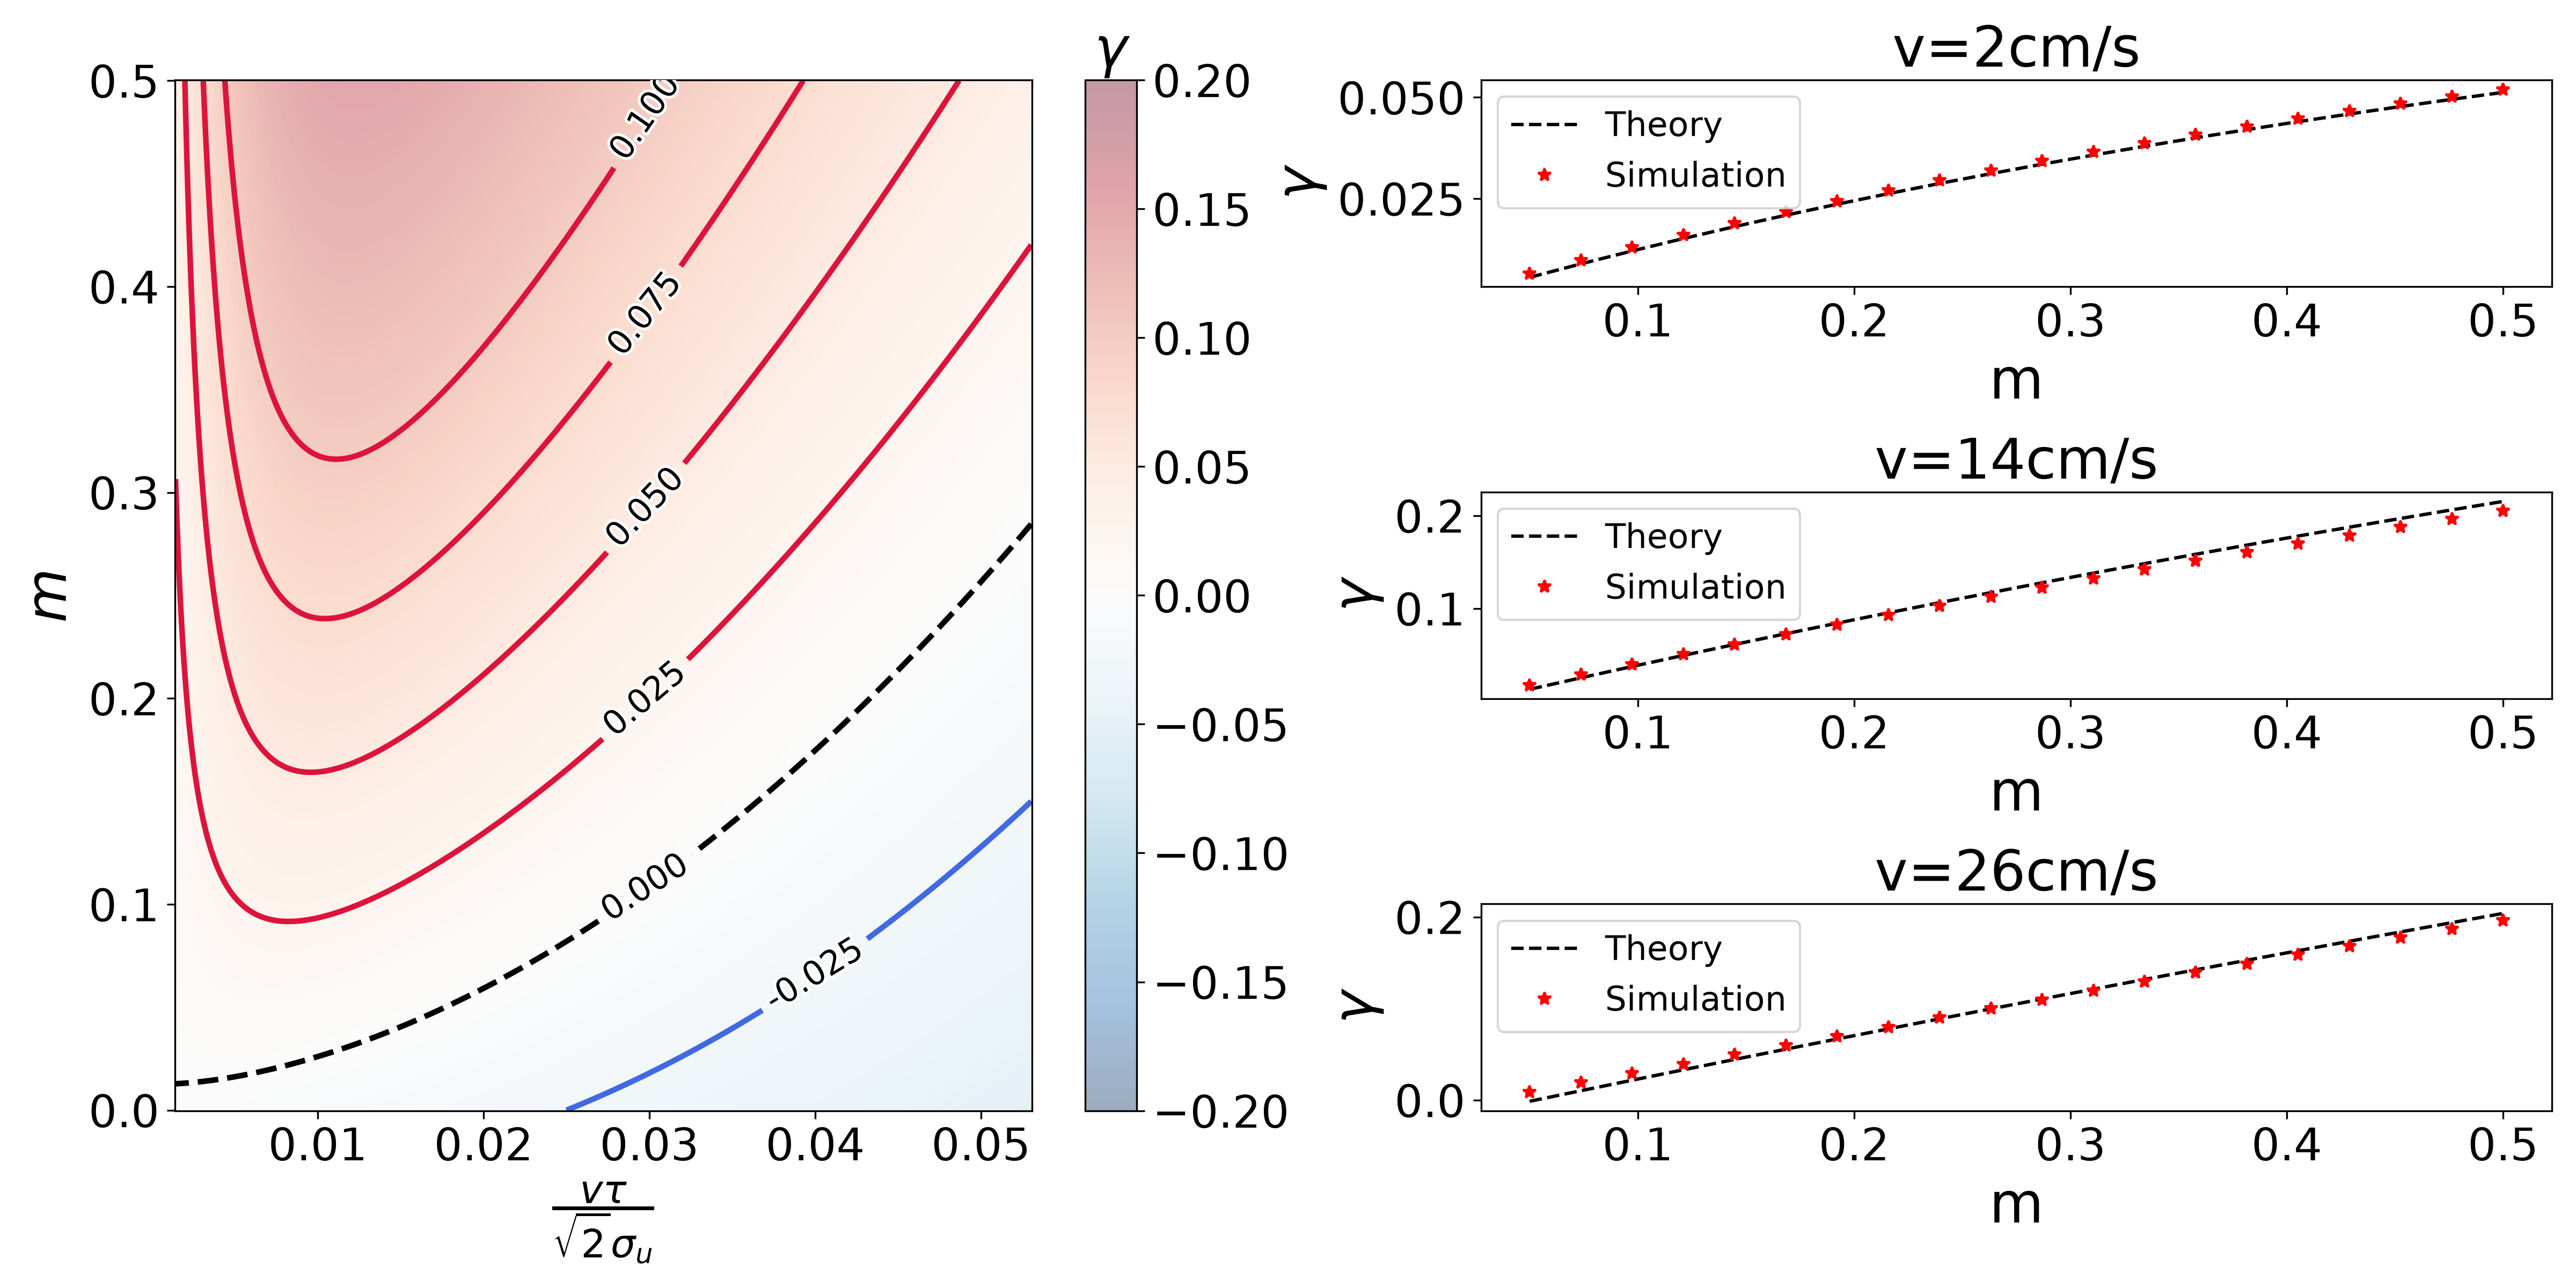 γ
0.5
0.4
0.3
0.2
0.1
0.0
m
0.100
0.075
0.050
0.025
0.000
-0.025
0.01 0.02 0.03 0.04 0.05
vτ
√2σu
0.20
0.15
0.10
0.05
0.00
−0.05
−0.10
−0.15
−0.20
v=2cm/s
0.050
0.025
γ
Theory
Simulation
0.1 0.2 0.3 0.4 0.5
m
v=14cm/s
0.2
0.1
γ
Theory
Simulation
0.1 0.2 0.3 0.4 0.5
m
v=26cm/s
0.2
0.0
γ
Theory
Simulation
0.1 0.2 0.3 0.4 0.5
m